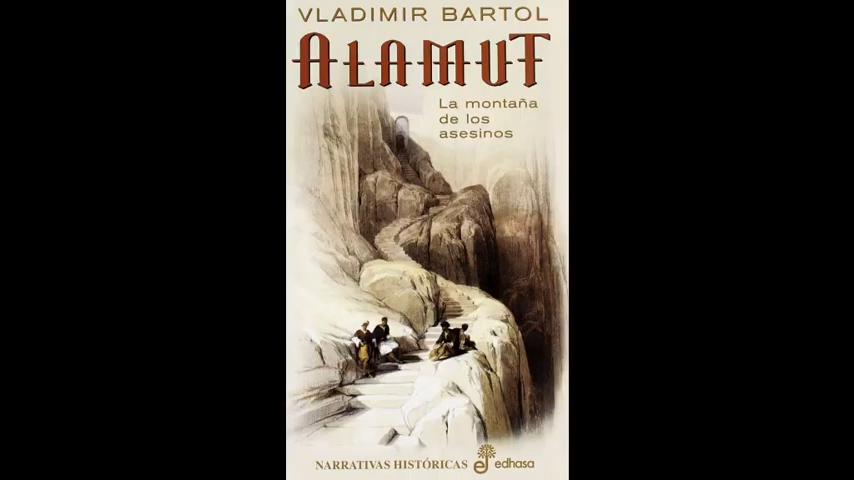 VLADIMIR BARTOL
ALAMUT
La montaña
de los
asesinos
NARRATIVAS HISTÓRICAS edhasa